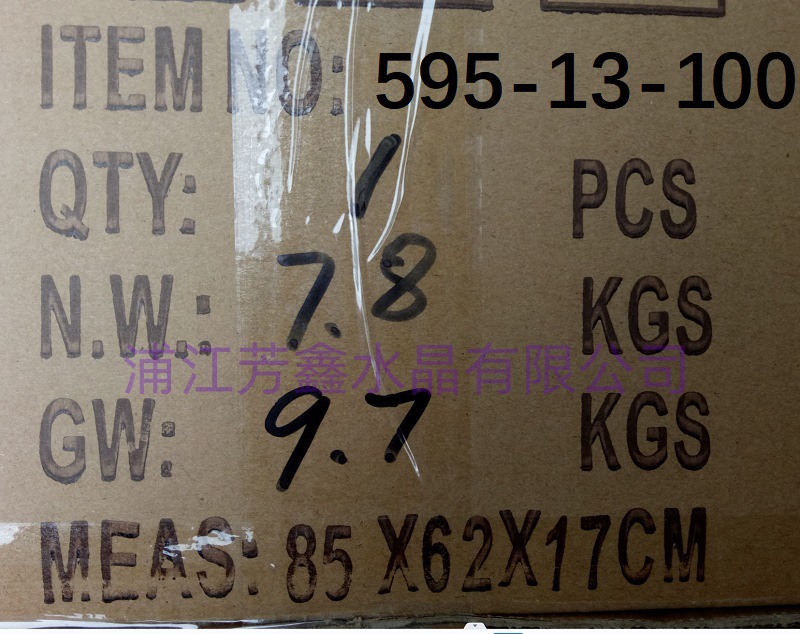 ITEM NO: 595-13-100
QTY: 1 PCS
N.W.: 7.8 KGS
浦江芳鑫水晶有限公司
GW: 9.7 KGS
MEAS: 85 X62X17CM